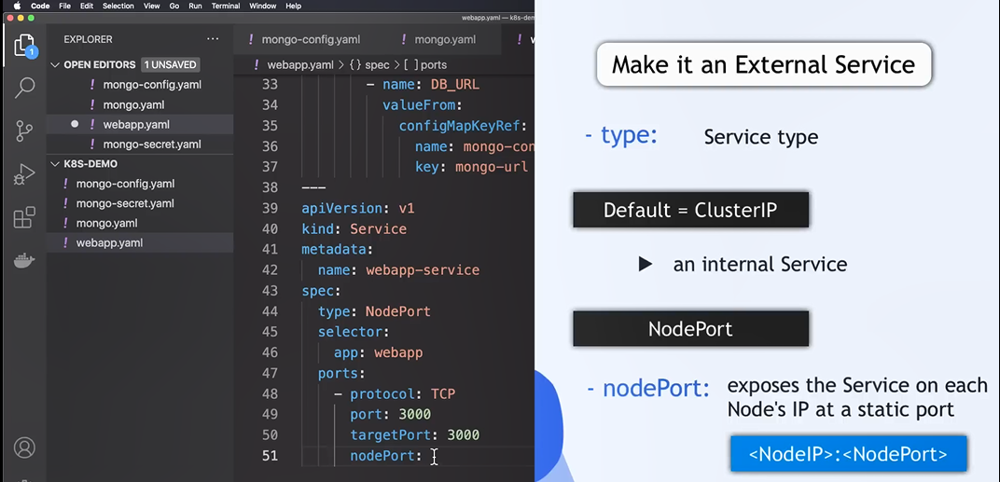 Code File Edit Selection View Go Run Terminal Window Help
webapp.yaml — k8s-demo
1
EXPLORER
OPEN EDITORS 1 UNSAVED
! mongo-config.yaml
! mongo.yaml
! webapp.yaml
! mongo-secret.yaml
K8S-DEMO
! mongo-config.yaml
! mongo-secret.yaml
! mongo.yaml
! webapp.yaml
! mongo-config.yaml ! mongo.yaml !
! webapp.yaml > {} spec > [ ] ports
33 - name: DB_URL
34 valueFrom:
35 configMapKeyRef:
36 name: mongo-con
37 key: mongo-url
38 ---
39 apiVersion: v1
40 kind: Service
41 metadata:
42 name: webapp-service
43 spec:
44 type: NodePort
45 selector:
46 app: webapp
47 ports:
48 - protocol: TCP
49 port: 3000
50 targetPort: 3000
51 nodePort:
Make it an External Service
- type: Service type
Default = ClusterIP
▶ an internal Service
NodePort
- nodePort: exposes the Service on each
Node's IP at a static port
<NodeIP>:<NodePort>